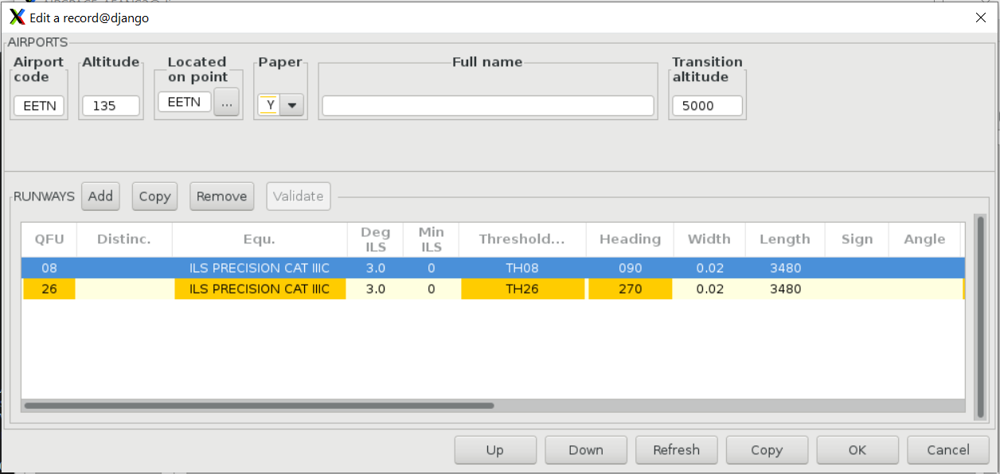 Edit a record@django
AIRPORTS
Airport code
Altitude
Located on point
Paper
Full name
Transition altitude
EETN
135
EETN
...
Y
5000
RUNWAYS
Add
Copy
Remove
Validate
QFU Distinc. Equ. Deg ILS Min ILS Threshold... Heading Width Length Sign Angle
08 ILS PRECISION CAT IIIC 3.0 0 TH08 090 0.02 3480
26 ILS PRECISION CAT IIIC 3.0 0 TH26 270 0.02 3480
Up
Down
Refresh
Copy
OK
Cancel